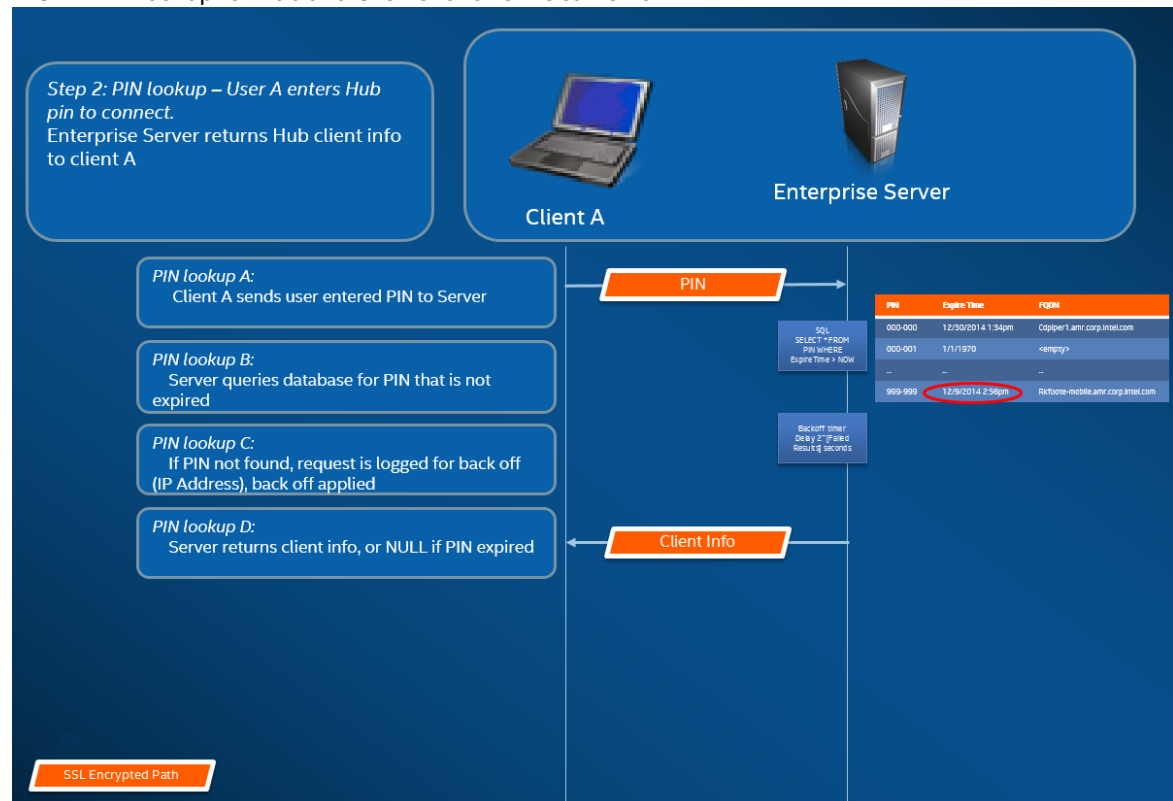 Step 2: PIN lookup – User A enters Hub
pin to connect.
Enterprise Server returns Hub client info
to client A
Client A
Enterprise Server
PIN lookup A:
Client A sends user entered PIN to Server
PIN
PIN lookup B:
Server queries database for PIN that is not
expired
SQL
SELECT * FROM
PIN WHERE
Expire Time > NOW
PIN Expire Time FQDN
000-000 12/30/2014 1:34pm Cdpiper1.amr.corp.intel.com
000-001 1/1/1970 <empty>
... ... ...
999-999 12/9/2014 2:56pm Rkfoote-mobile.amr.corp.intel.com
PIN lookup C:
If PIN not found, request is logged for back off
(IP Address), back off applied
Backoff timer
Delay 2^[Failed
Results] seconds
PIN lookup D:
Server returns client info, or NULL if PIN expired
Client Info
SSL Encrypted Path